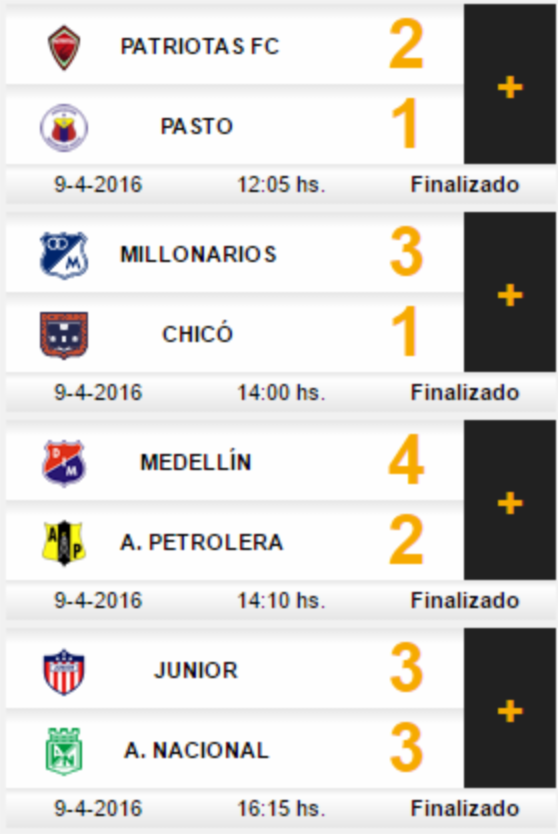 PATRIOTAS FC 2
+
PASTO 1
9-4-2016 12:05 hs. Finalizado
MILLONARIOS 3
+
CHICÓ 1
9-4-2016 14:00 hs. Finalizado
D M
MEDELLÍN 4
+
A P
A. PETROLERA 2
9-4-2016 14:10 hs. Finalizado
JUNIOR 3
+
A. NACIONAL 3
9-4-2016 16:15 hs. Finalizado